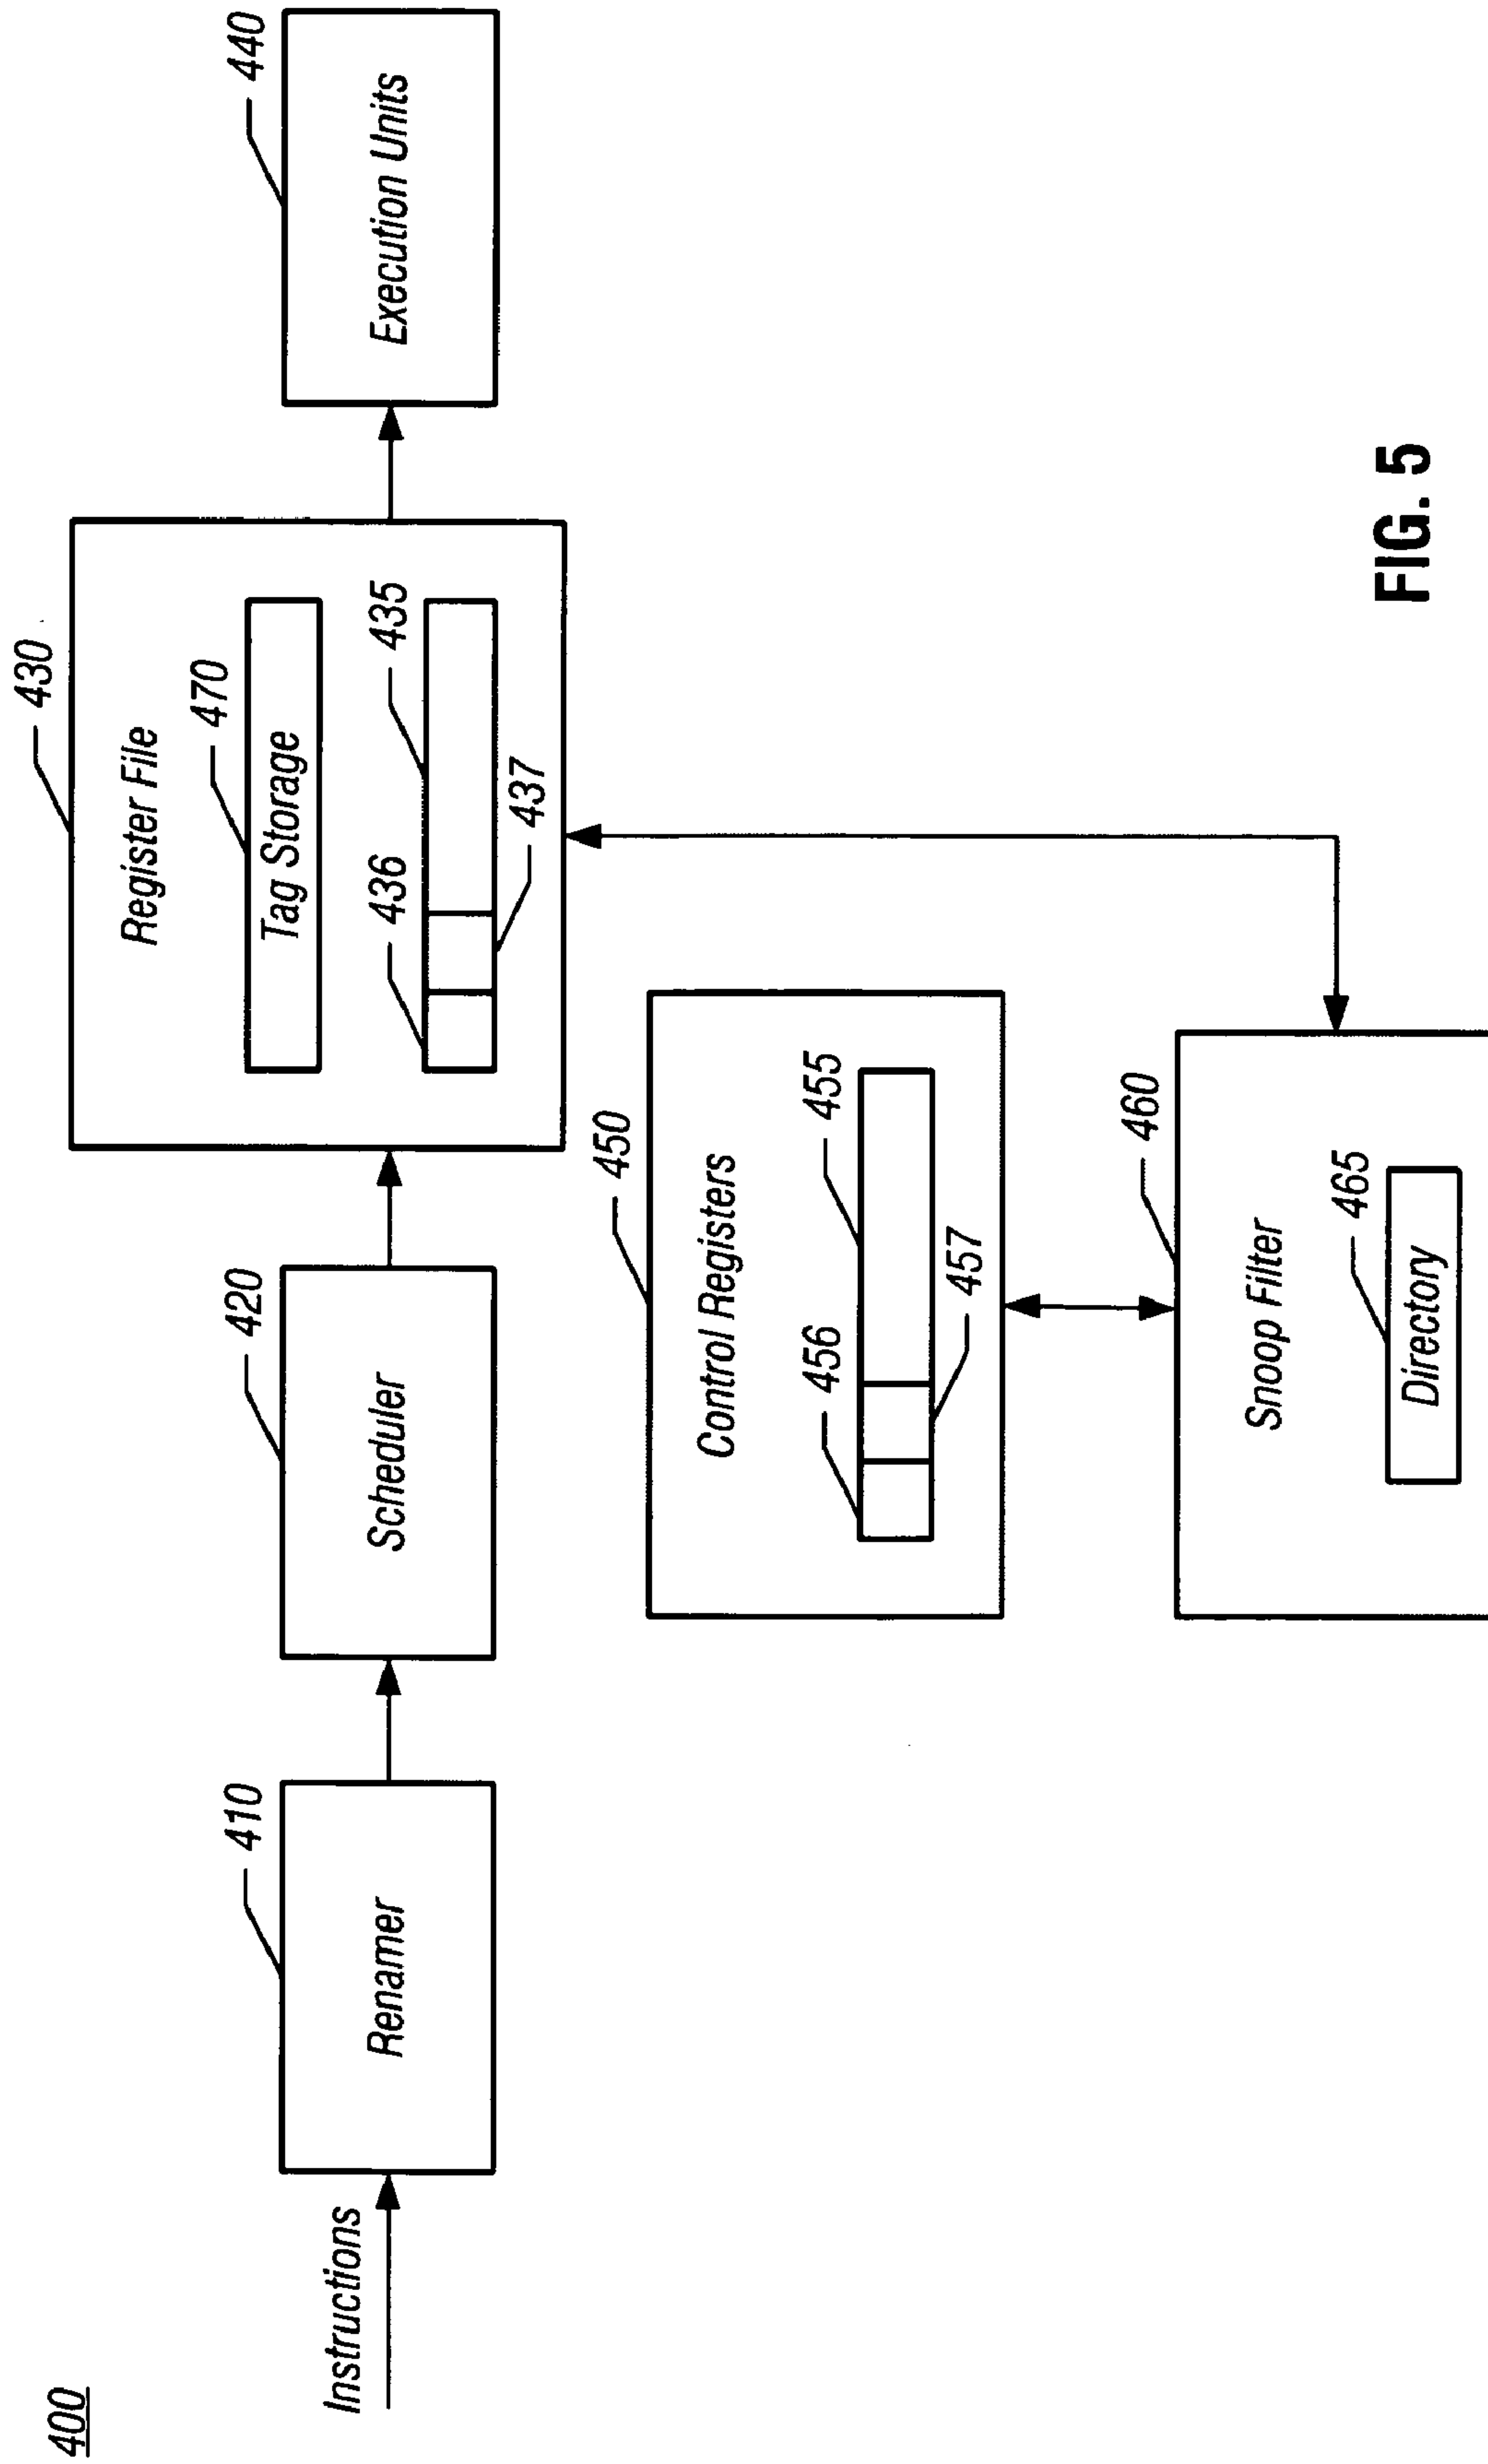 400
Instructions
410
Renamer
420
Scheduler
430
Register File
470
Tag Storage
436
435
437
440
Execution Units
450
Control Registers
456
455
457
460
Snoop Filter
465
Directory
FIG. 5